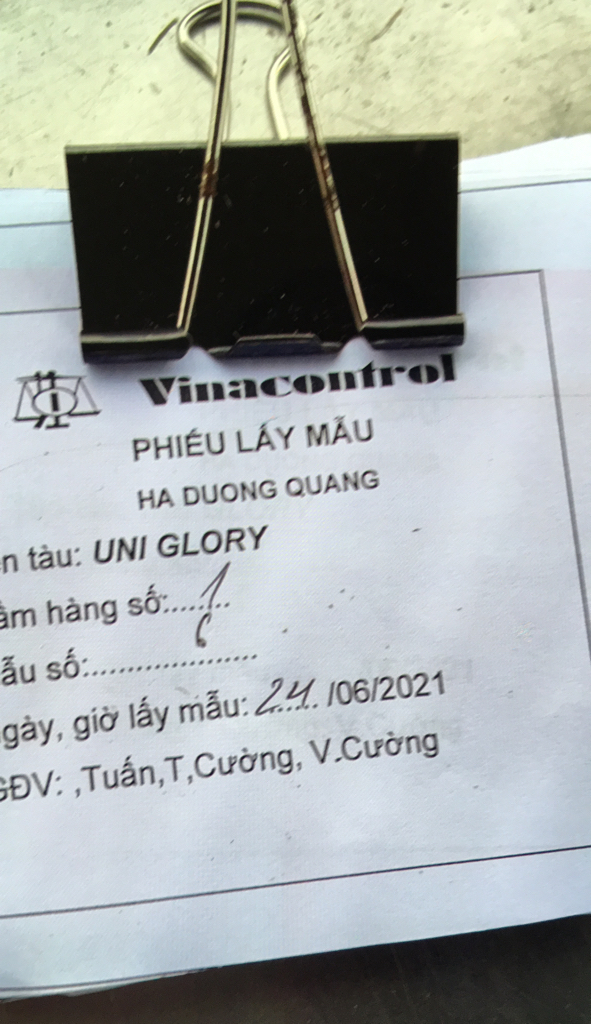 Vinacontrol
PHIẾU LẤY MẪU
HA DUONG QUANG
n tàu: UNI GLORY
ầm hàng số:....1..
ẫu số:....6....
gày, giờ lấy mẫu: 24... /06/2021
GĐV: ,Tuấn,T,Cường, V.Cường